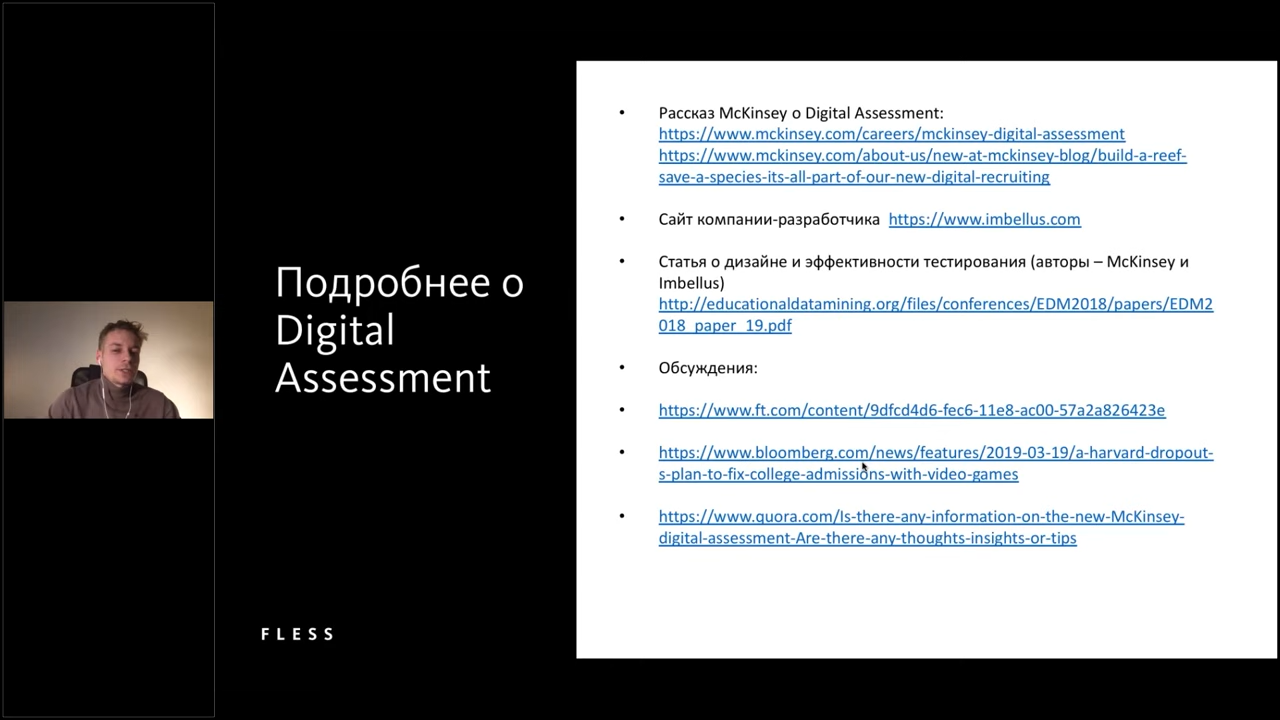 Подробнее о
Digital
Assessment
FLESS
• Рассказ McKinsey о Digital Assessment:
https://www.mckinsey.com/careers/mckinsey-digital-assessment
https://www.mckinsey.com/about-us/new-at-mckinsey-blog/build-a-reef-
save-a-species-its-all-part-of-our-new-digital-recruiting
• Сайт компании-разработчика https://www.imbellus.com
• Статья о дизайне и эффективности тестирования (авторы – McKinsey и
Imbellus)
http://educationaldatamining.org/files/conferences/EDM2018/papers/EDM2
018_paper_19.pdf
• Обсуждения:
• https://www.ft.com/content/9dfcd4d6-fec6-11e8-ac00-57a2a826423e
• https://www.bloomberg.com/news/features/2019-03-19/a-harvard-dropout-
s-plan-to-fix-college-admissions-with-video-games
• https://www.quora.com/Is-there-any-information-on-the-new-McKinsey-
digital-assessment-Are-there-any-thoughts-insights-or-tips